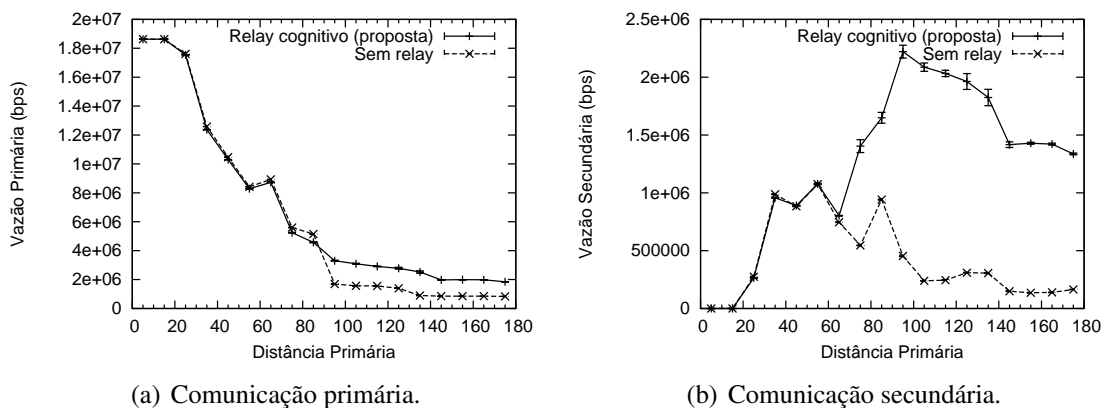 Vazão Primária (bps)
2e+07
1.8e+07
1.6e+07
1.4e+07
1.2e+07
1e+07
8e+06
6e+06
4e+06
2e+06
0
0 20 40 60 80 100 120 140 160 180
Distância Primária
Relay cognitivo (proposta)
Sem relay
(a) Comunicação primária.
Vazão Secundária (bps)
2.5e+06
2e+06
1.5e+06
1e+06
500000
0
0 20 40 60 80 100 120 140 160 180
Distância Primária
Relay cognitivo (proposta)
Sem relay
(b) Comunicação secundária.